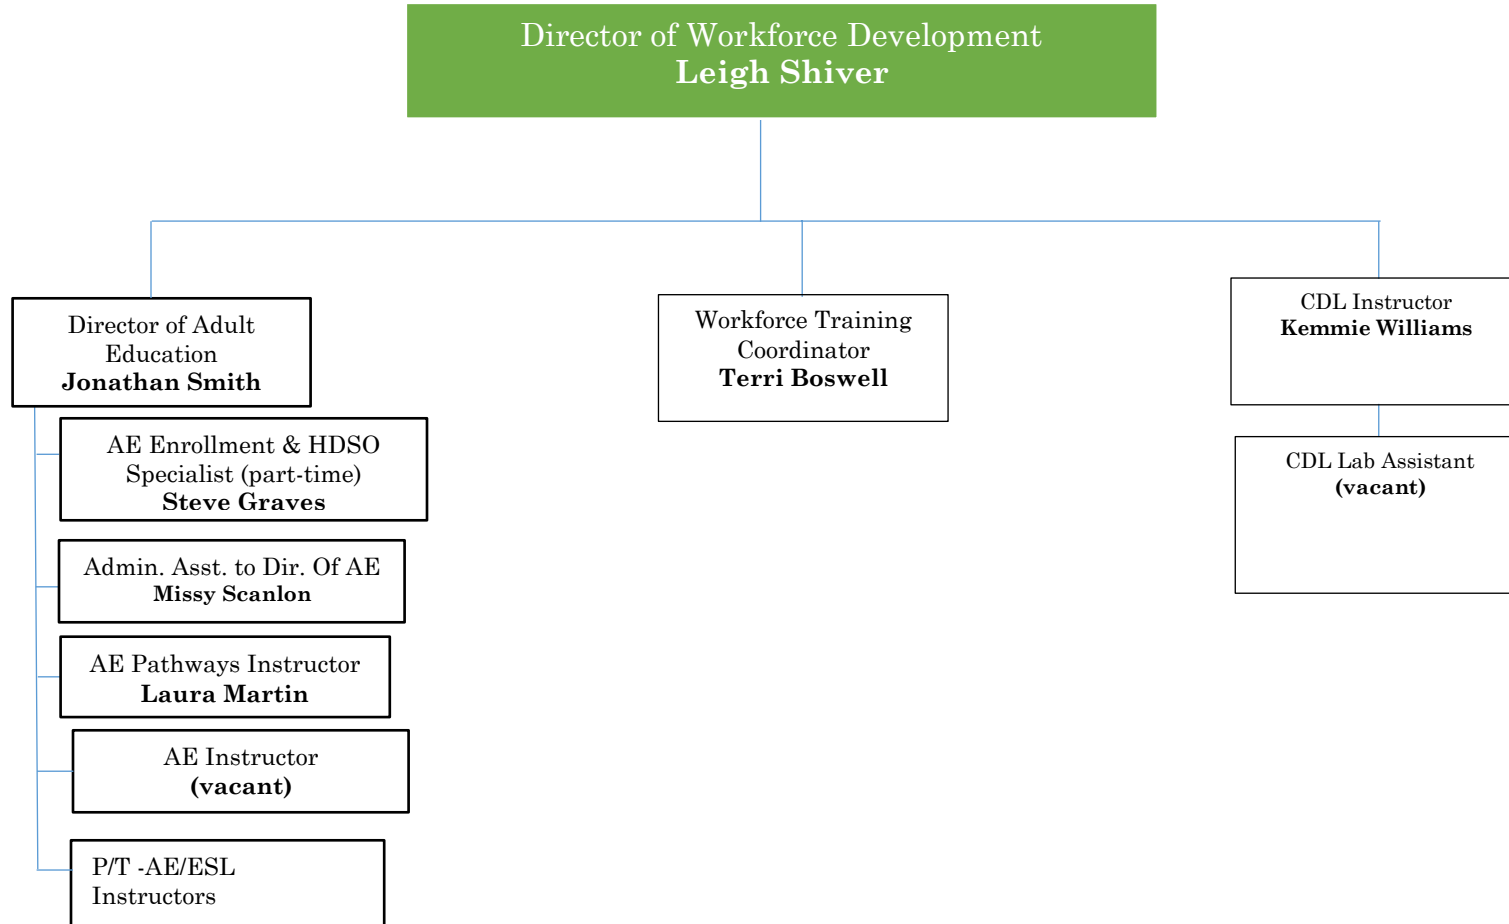 Director of Workforce Development
Leigh Shiver
Director of Adult
Education
Jonathan Smith
AE Enrollment & HDSO
Specialist (part-time)
Steve Graves
Admin. Asst. to Dir. Of AE
Missy Scanlon
AE Pathways Instructor
Laura Martin
AE Instructor
(vacant)
P/T -AE/ESL
Instructors
Workforce Training
Coordinator
Terri Boswell
CDL Instructor
Kemmie Williams
CDL Lab Assistant
(vacant)